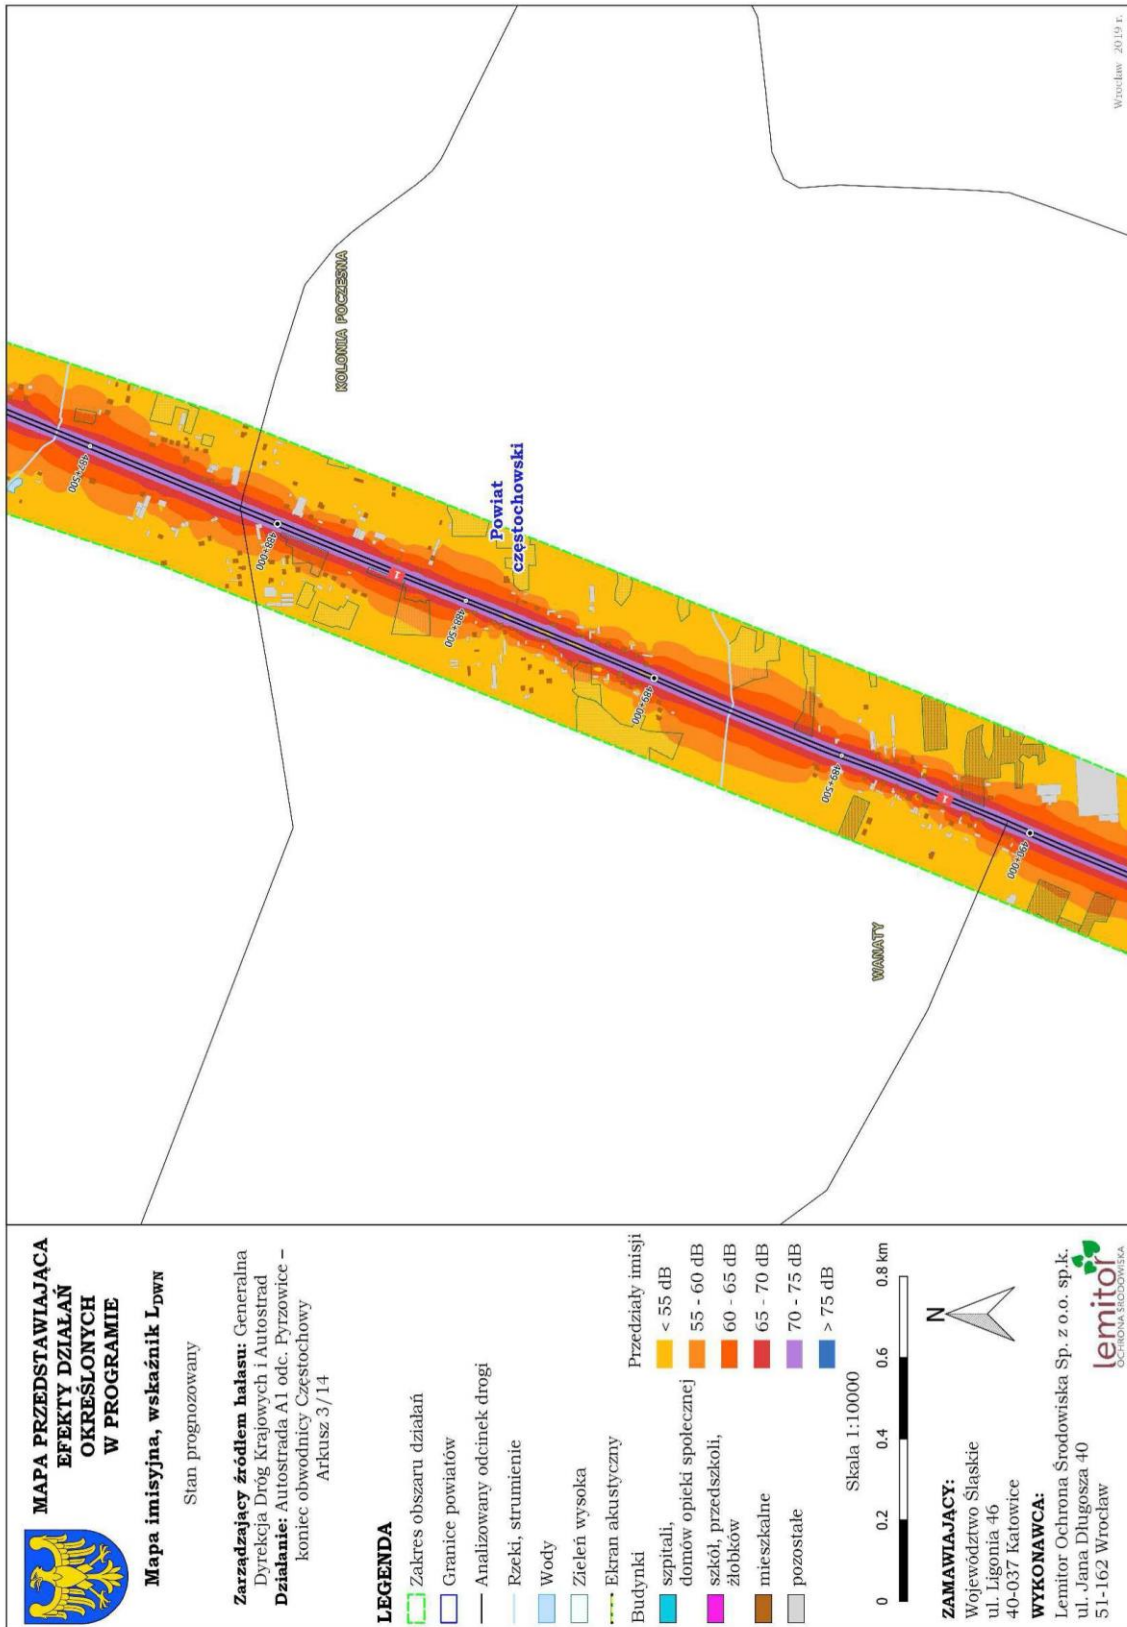 MAPA PRZEDSTAWIAJĄCA
EFEKTY DZIAŁAŃ
OKREŚLONYCH
W PROGRAMIE
Mapa imisyjna, wskaźnik L_DWN
Stan prognozowany
Zarządzający źródłem hałasu: Generalna
Dyrekcja Dróg Krajowych i Autostrad
Działanie: Autostrada A1 odc. Pyrzowice –
koniec obwodnicy Częstochowy
Arkusz 3/14
LEGENDA
Zakres obszaru działań
Granice powiatów
Analizowany odcinek drogi
Rzeki, strumienie
Wody
Zieleń wysoka
Ekran akustyczny
Budynki
szpitali,
domów opieki społecznej
szkół, przedszkoli,
żłobków
mieszkalne
pozostałe
Przedziały imisji
< 55 dB
55 - 60 dB
60 - 65 dB
65 - 70 dB
70 - 75 dB
> 75 dB
Skala 1:10000
0 0.2 0.4 0.6 0.8 km
N
ZAMAWIAJĄCY:
Województwo Śląskie
ul. Ligonia 46
40-037 Katowice
WYKONAWCA:
Lemitor Ochrona Środowiska Sp. z o.o. sp.k.
ul. Jana Długosza 40
51-162 Wrocław
lemitor
OCHRONA ŚRODOWISKA
487+500
488+000
1
488+500
489+000
489+500
1
490+000
KOLONIA POCZESNA
Powiat
częstochowski
WANATY
Wrocław 2019 r.